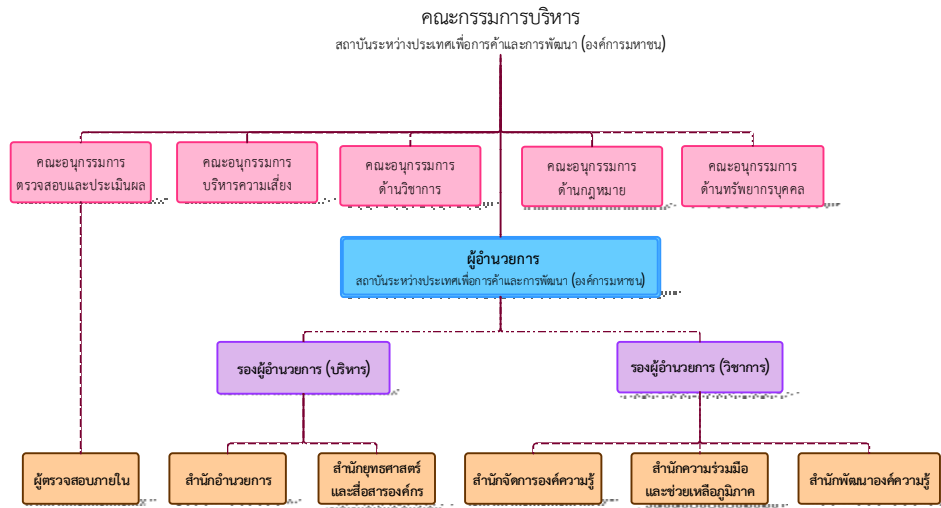 คณะกรรมการบริหาร
สถาบันระหว่างประเทศเพื่อการค้าและการพัฒนา (องค์การมหาชน)
คณะอนุกรรมการ
ตรวจสอบและประเมินผล
คณะอนุกรรมการ
บริหารความเสี่ยง
คณะอนุกรรมการ
ด้านวิชาการ
คณะอนุกรรมการ
ด้านกฎหมาย
คณะอนุกรรมการ
ด้านทรัพยากรบุคคล
ผู้อำนวยการ
สถาบันระหว่างประเทศเพื่อการค้าและการพัฒนา (องค์การมหาชน)
รองผู้อำนวยการ (บริหาร)
รองผู้อำนวยการ (วิชาการ)
ผู้ตรวจสอบภายใน
สำนักอำนวยการ
สำนักยุทธศาสตร์
และสื่อสารองค์กร
สำนักจัดการองค์ความรู้
สำนักความร่วมมือ
และช่วยเหลือภูมิภาค
สำนักพัฒนาองค์ความรู้